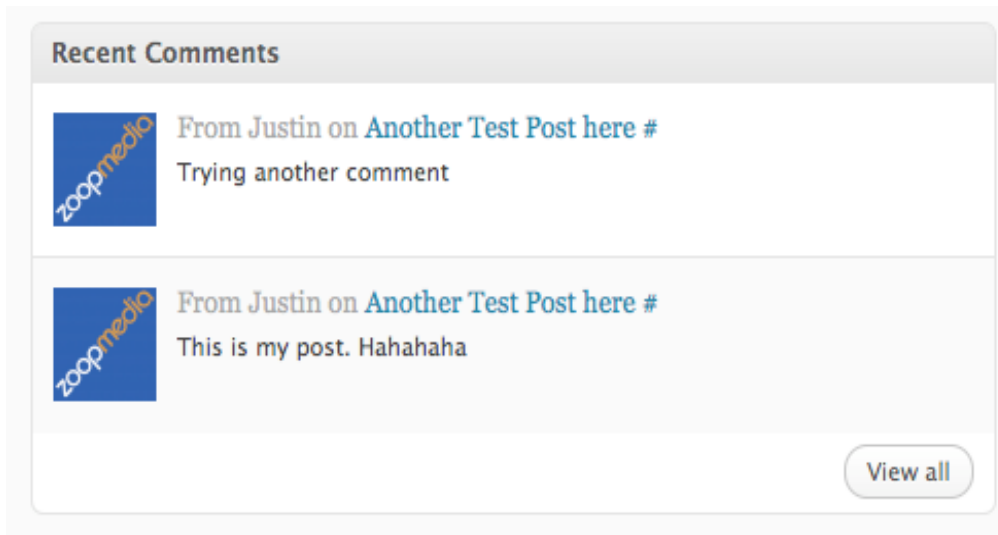 Recent Comments
zoopmedia
From Justin on Another Test Post here #
Trying another comment
zoopmedia
From Justin on Another Test Post here #
This is my post. Hahahaha
View all